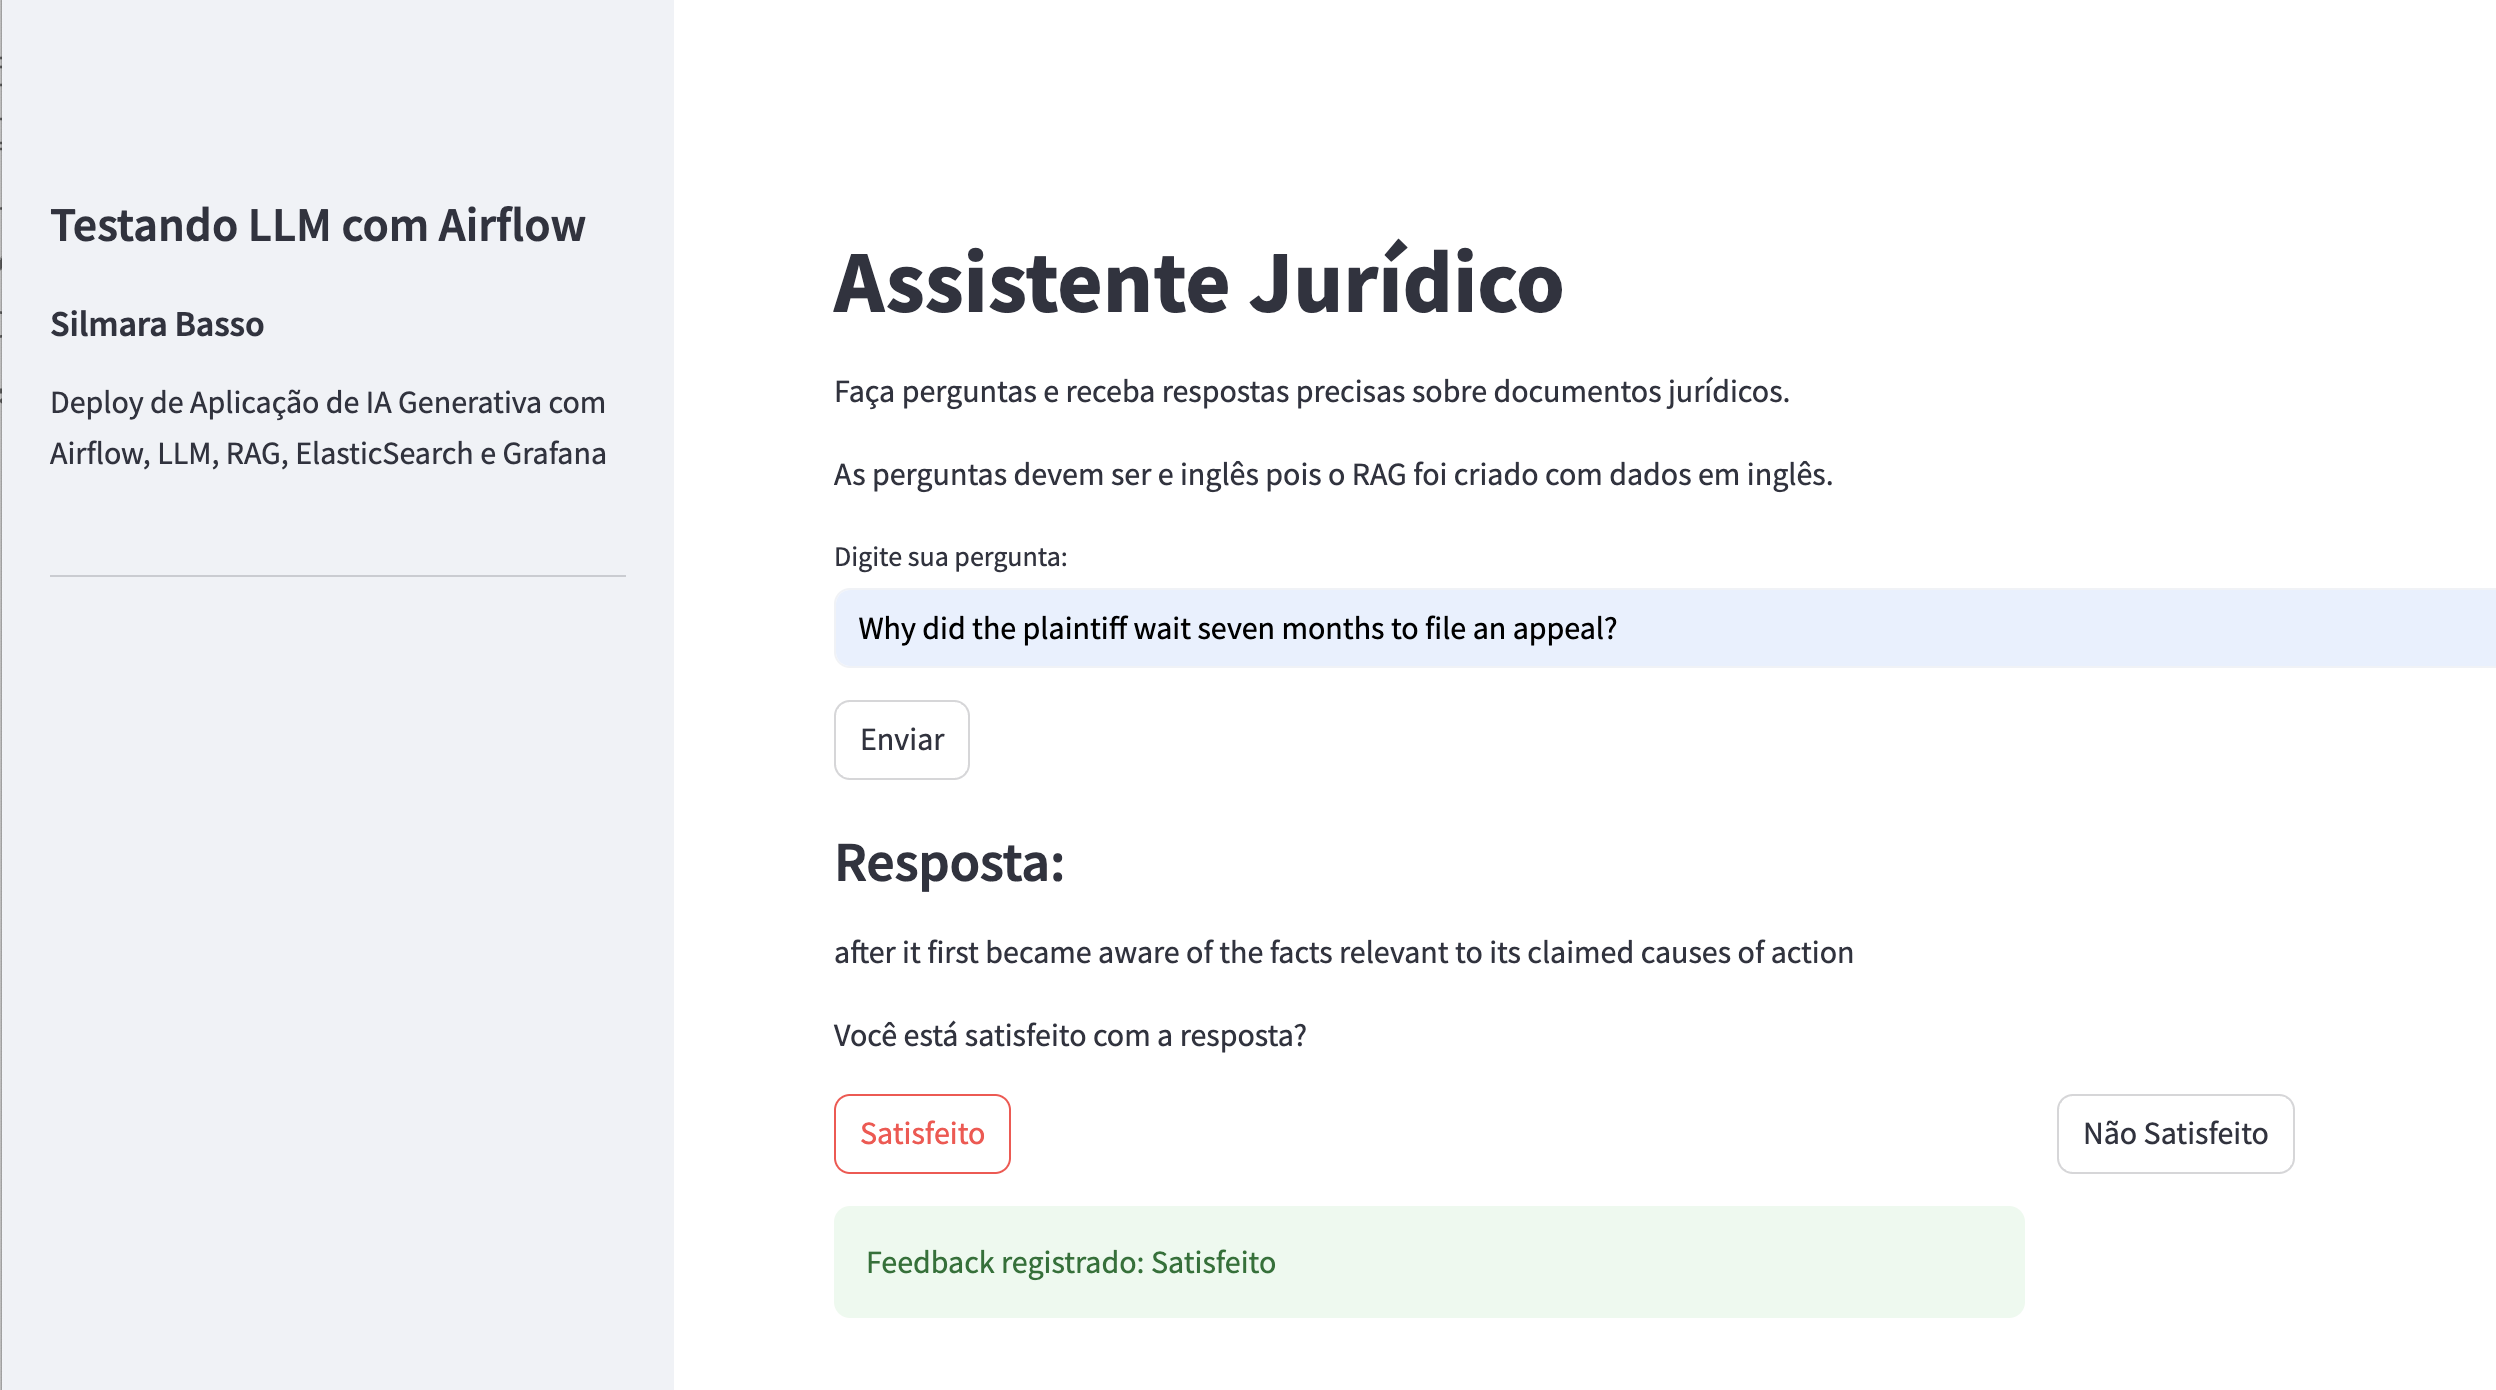 Testando LLM com Airflow
Silmara Basso
Deploy de Aplicação de IA Generativa com
Airflow, LLM, RAG, ElasticSearch e Grafana
Assistente Jurídico
Faça perguntas e receba respostas precisas sobre documentos jurídicos.
As perguntas devem ser e inglês pois o RAG foi criado com dados em inglês.
Digite sua pergunta:
Why did the plaintiff wait seven months to file an appeal?
Enviar
Resposta:
after it first became aware of the facts relevant to its claimed causes of action
Você está satisfeito com a resposta?
Satisfeito
Não Satisfeito
Feedback registrado: Satisfeito